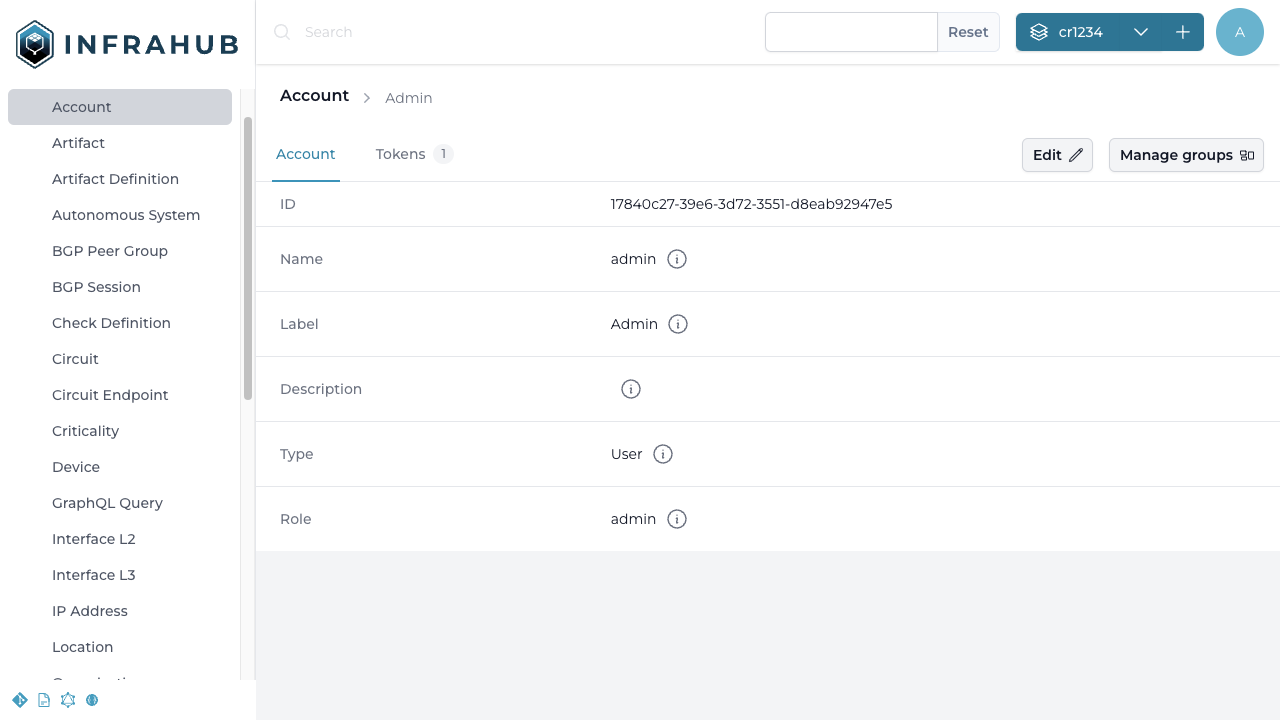 INFRAHUB
Search
Reset
cr1234
A
Account
Artifact
Artifact Definition
Autonomous System
BGP Peer Group
BGP Session
Check Definition
Circuit
Circuit Endpoint
Criticality
Device
GraphQL Query
Interface L2
Interface L3
IP Address
Location
Account Admin
Account Tokens 1
Edit Manage groups
ID 17840c27-39e6-3d72-3551-d8eab92947e5
Name admin
Label Admin
Description
Type User
Role admin